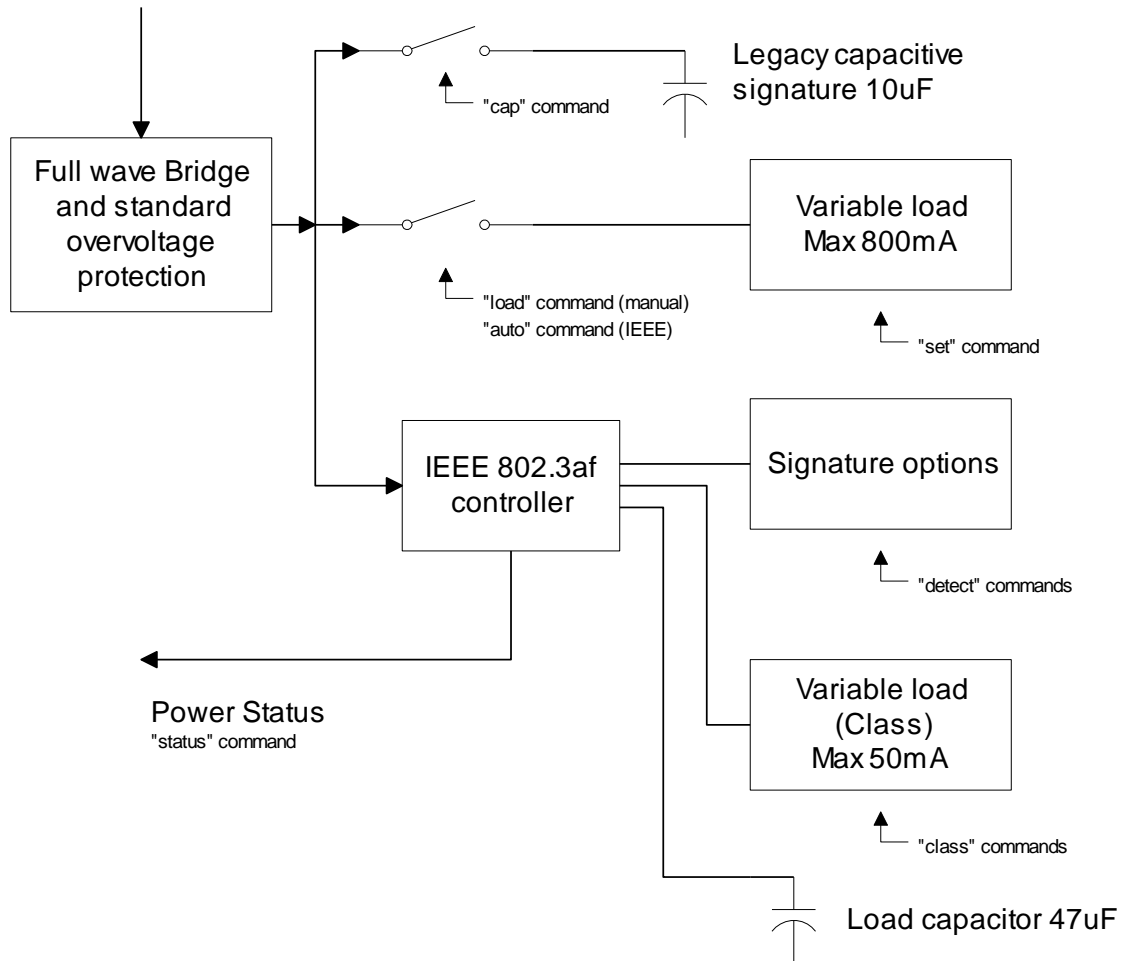 Legacy capacitive
signature 10uF
"cap" command
Full wave Bridge
and standard
overvoltage
protection
Variable load
Max 800mA
"load" command (manual)
"auto" command (IEEE)
"set" command
IEEE 802.3af
controller
Signature options
"detect" commands
Power Status
"status" command
Variable load
(Class)
Max 50mA
"class" commands
Load capacitor 47uF